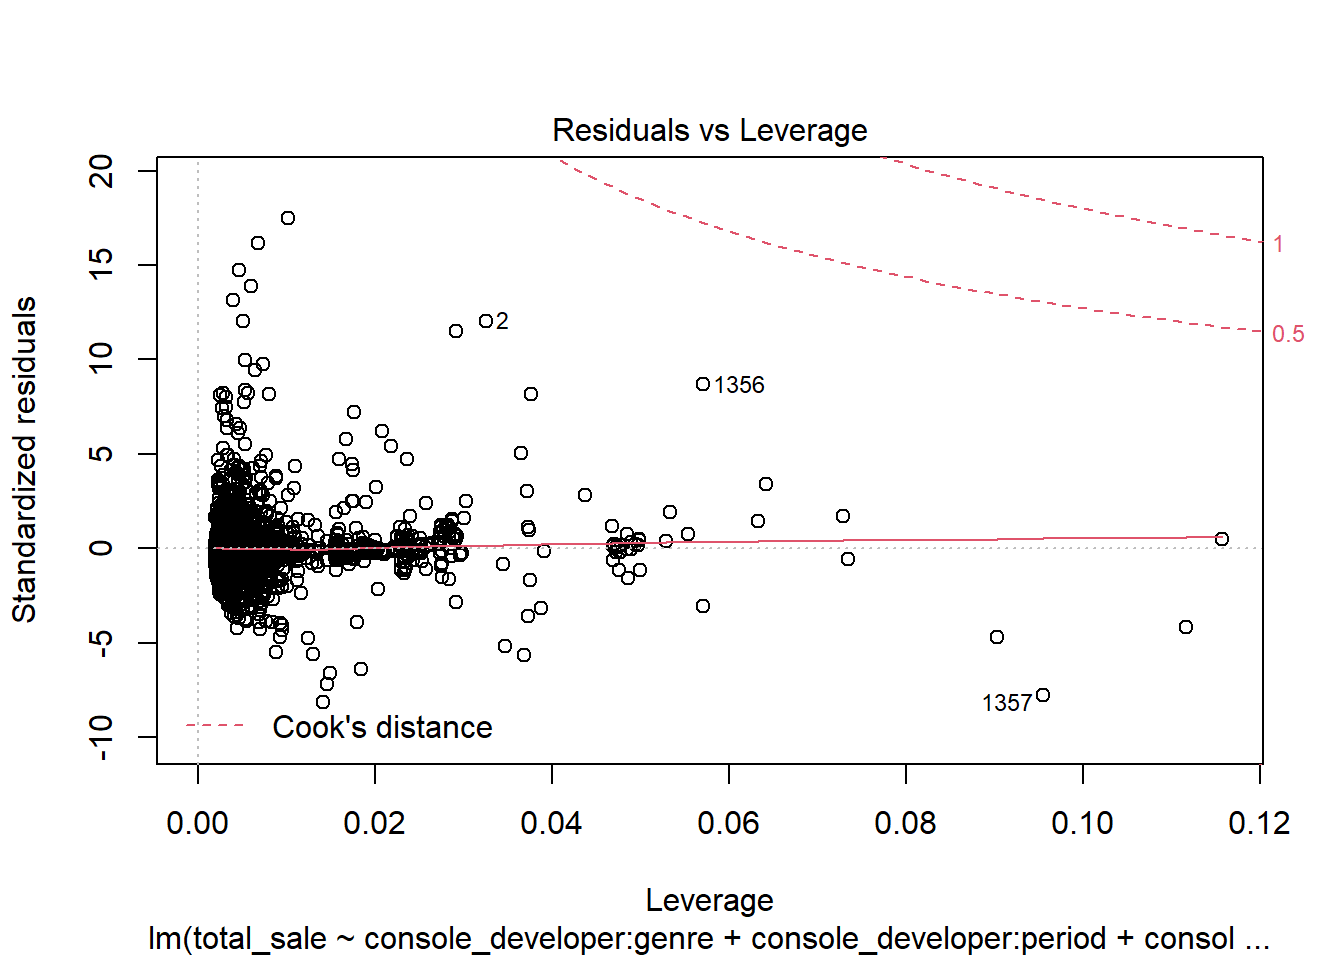 Residuals vs Leverage
Standardized residuals
20
15
10
5
0
-5
-10
1
0.5
2
1356
1357
Cook's distance
0.00 0.02 0.04 0.06 0.08 0.10 0.12
Leverage
lm(total_sale ~ console_developer:genre + console_developer:period + consol ...